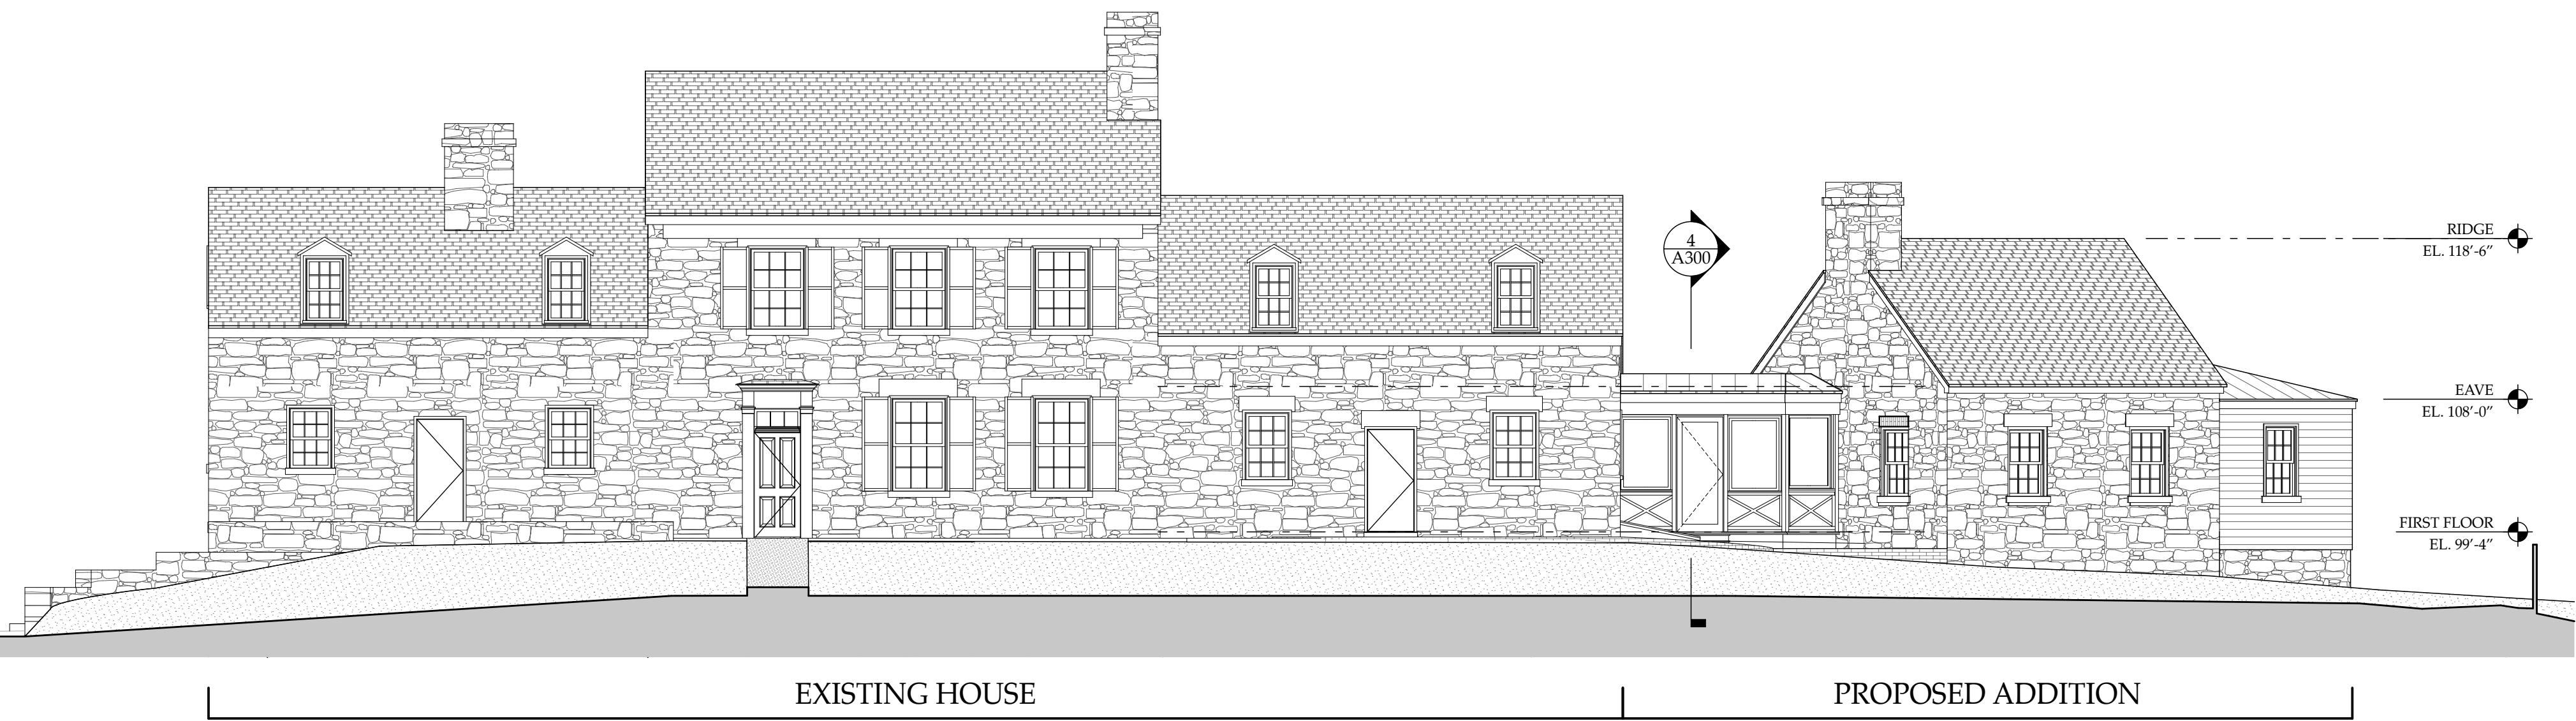 4
A300
RIDGE
EL. 118'-6"
EAVE
EL. 108'-0"
FIRST FLOOR
EL. 99'-4"
EXISTING HOUSE
PROPOSED ADDITION